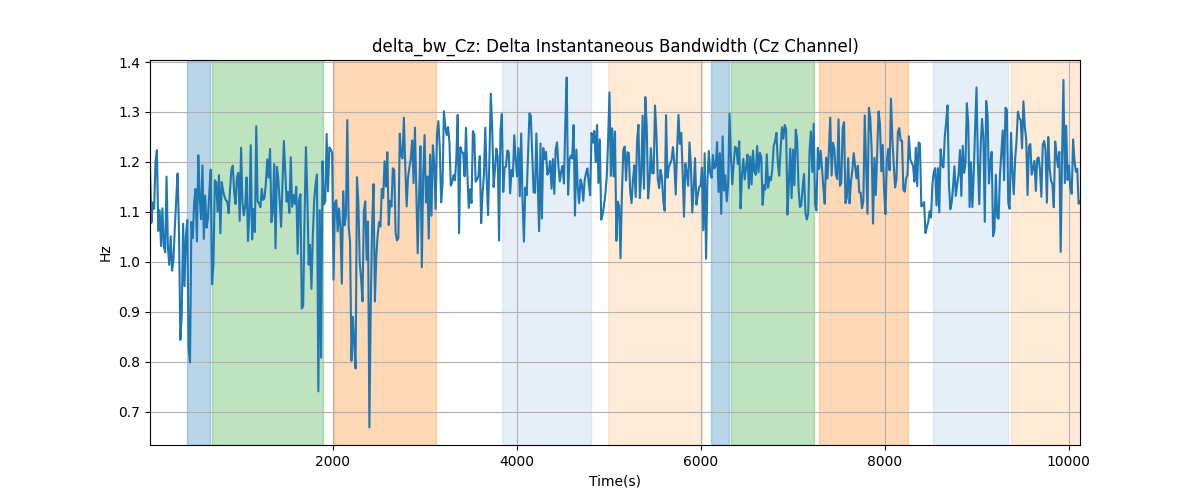 delta_bw_Cz: Delta Instantaneous Bandwidth (Cz Channel)
1.4
1.3
1.2
1.1
1.0
0.9
0.8
0.7
Hz
2000 4000 6000 8000 10000
Time(s)